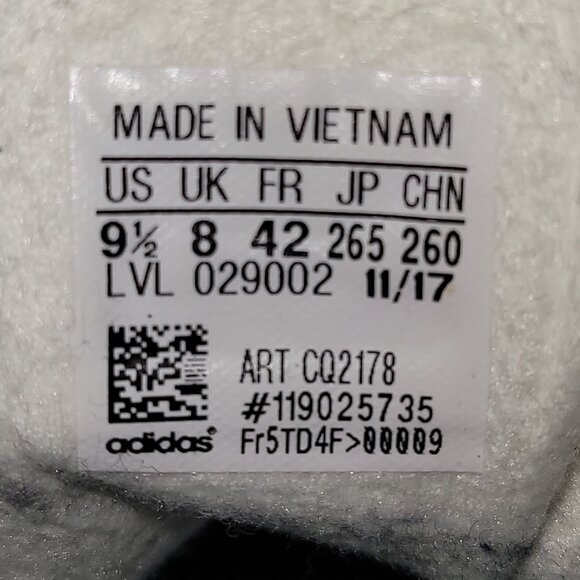 MADE IN VIETNAM
US UK FR JP CHN
9½ 8 42 265 260
LVL 029002 11/17
ART CQ2178
#119025735
adidas® Fr5TD4F>00009